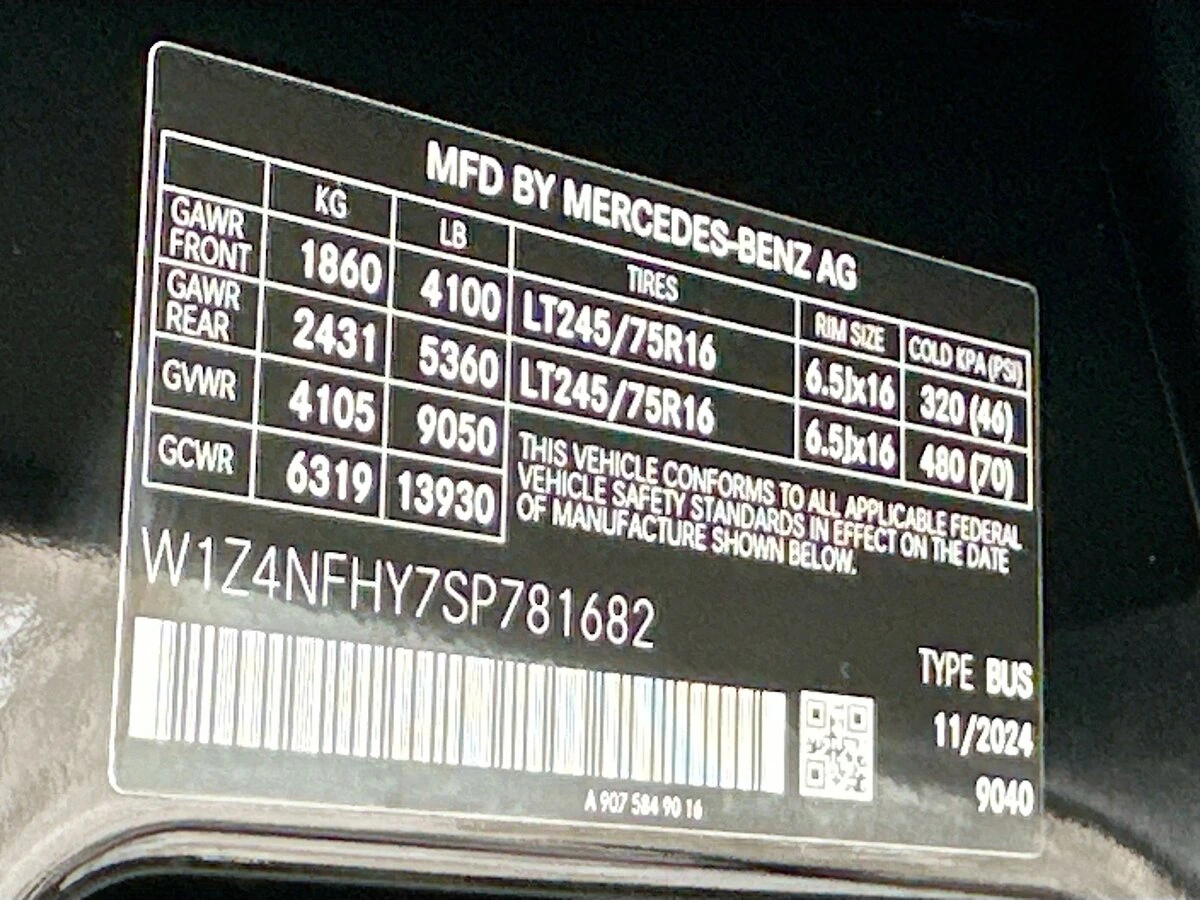 MFD BY MERCEDES-BENZ AG
KG LB TIRES RIM SIZE COLD KPA (PSI)
GAWR FRONT 1860 4100 LT245/75R16 6.5Jx16 320 (46)
GAWR REAR 2431 5360 LT245/75R16 6.5Jx16 480 (70)
GVWR 4105 9050
GCWR 6319 13930
THIS VEHICLE CONFORMS TO ALL APPLICABLE FEDERAL
VEHICLE SAFETY STANDARDS IN EFFECT ON THE DATE
OF MANUFACTURE SHOWN BELOW.
W1Z4NFHY7SP781682
TYPE BUS
11/2024
9040
A 907 584 90 16